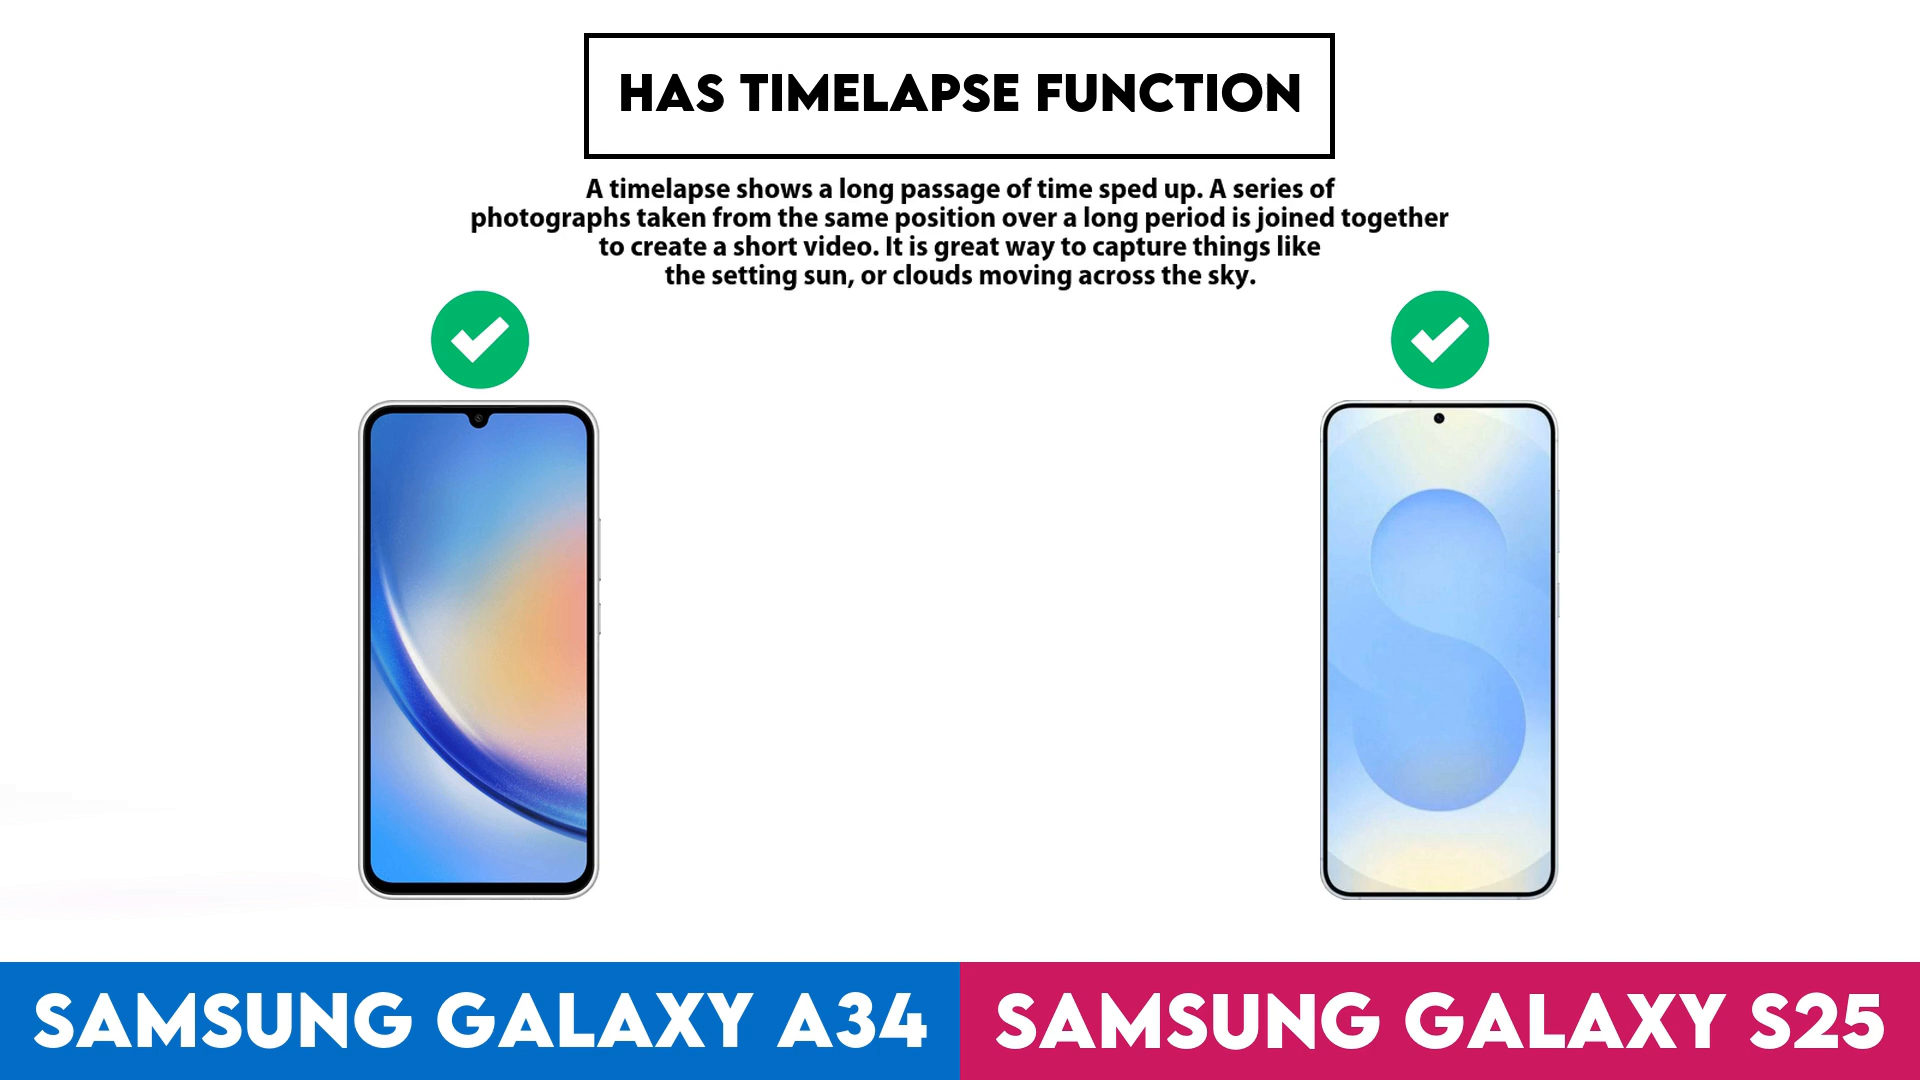 HAS TIMELAPSE FUNCTION
A timelapse shows a long passage of time sped up. A series of
photographs taken from the same position over a long period is joined together
to create a short video. It is great way to capture things like
the setting sun, or clouds moving across the sky.
SAMSUNG GALAXY A34
SAMSUNG GALAXY S25